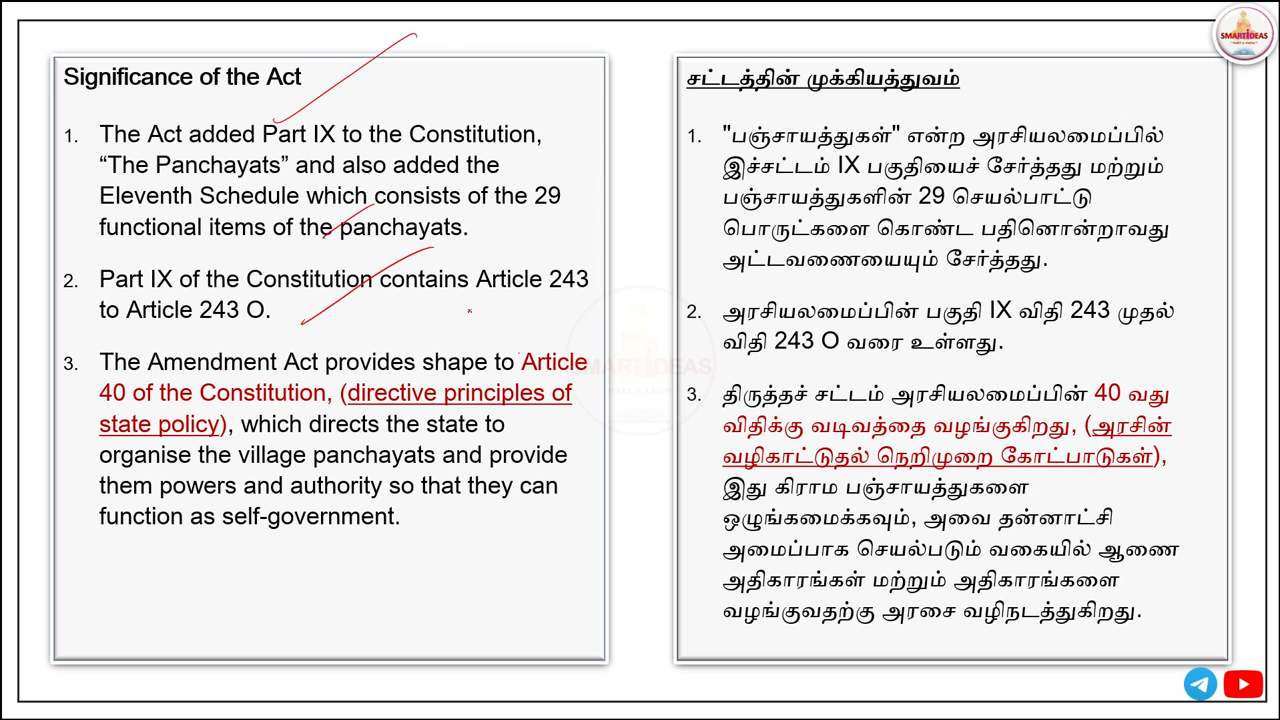 SMARTIDEAS
Significance of the Act
1. The Act added Part IX to the Constitution,
“The Panchayats” and also added the
Eleventh Schedule which consists of the 29
functional items of the panchayats.
2. Part IX of the Constitution contains Article 243
to Article 243 O.
3. The Amendment Act provides shape to Article
40 of the Constitution, (directive principles of
state policy), which directs the state to
organise the village panchayats and provide
them powers and authority so that they can
function as self-government.
சட்டத்தின் முக்கியத்துவம்
1. "பஞ்சாயத்துகள்" என்ற அரசியலமைப்பில்
இச்சட்டம் IX பகுதியைச் சேர்த்தது மற்றும்
பஞ்சாயத்துகளின் 29 செயல்பாட்டு
பொருட்களை கொண்ட பதினொன்றாவது
அட்டவணையையும் சேர்த்தது.
2. அரசியலமைப்பின் பகுதி IX விதி 243 முதல்
விதி 243 O வரை உள்ளது.
3. திருத்தச் சட்டம் அரசியலமைப்பின் 40 வது
விதிக்கு வடிவத்தை வழங்குகிறது, (அரசின்
வழிகாட்டுதல் நெறிமுறை கோட்பாடுகள்),
இது கிராம பஞ்சாயத்துகளை
ஒழுங்கமைக்கவும், அவை தன்னாட்சி
அமைப்பாக செயல்படும் வகையில் ஆணை
அதிகாரங்கள் மற்றும் அதிகாரங்களை
வழங்குவதற்கு அரசை வழிநடத்துகிறது.
SMARTIDEAS